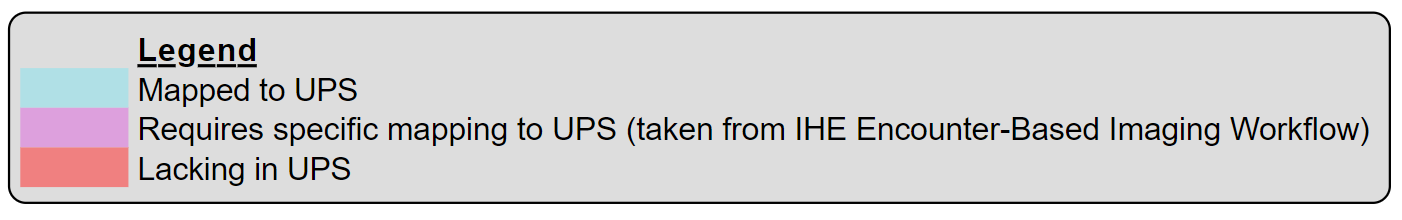 Legend
Mapped to UPS
Requires specific mapping to UPS (taken from IHE Encounter-Based Imaging Workflow)
Lacking in UPS